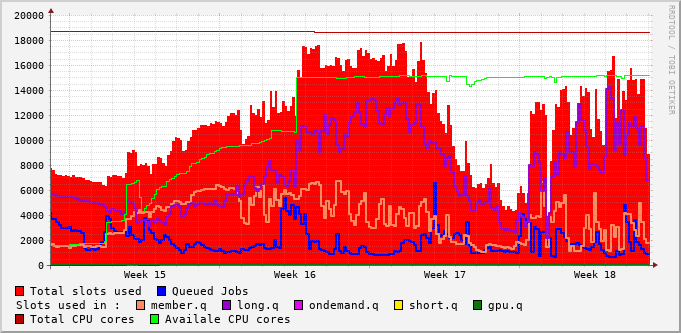 20000
18000
16000
14000
12000
10000
8000
6000
4000
2000
0
Week 15 Week 16 Week 17 Week 18
Total slots used Queued Jobs
Slots used in : member.q long.q ondemand.q short.q gpu.q
Total CPU cores Availale CPU cores
RRDTOOL / TOBI OETIKER